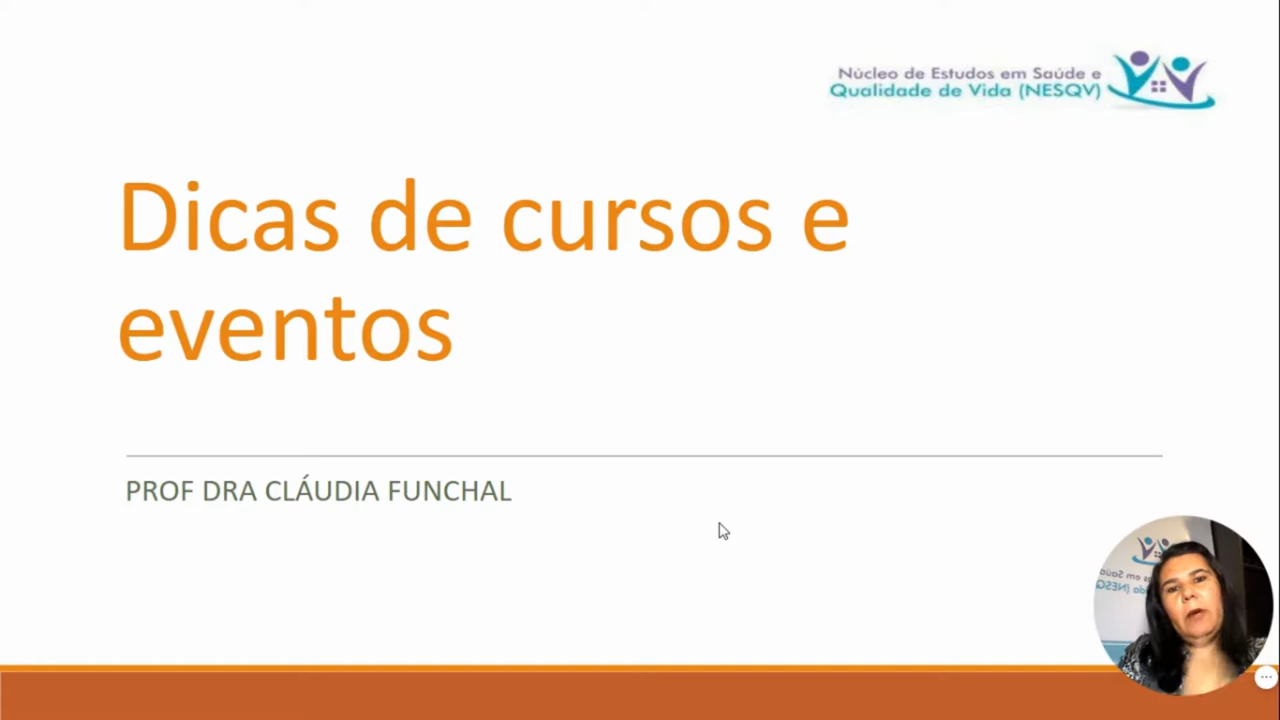 Núcleo de Estudos em Saúde e
Qualidade de Vida (NESQV)
Dicas de cursos e
eventos
PROF DRA CLÁUDIA FUNCHAL